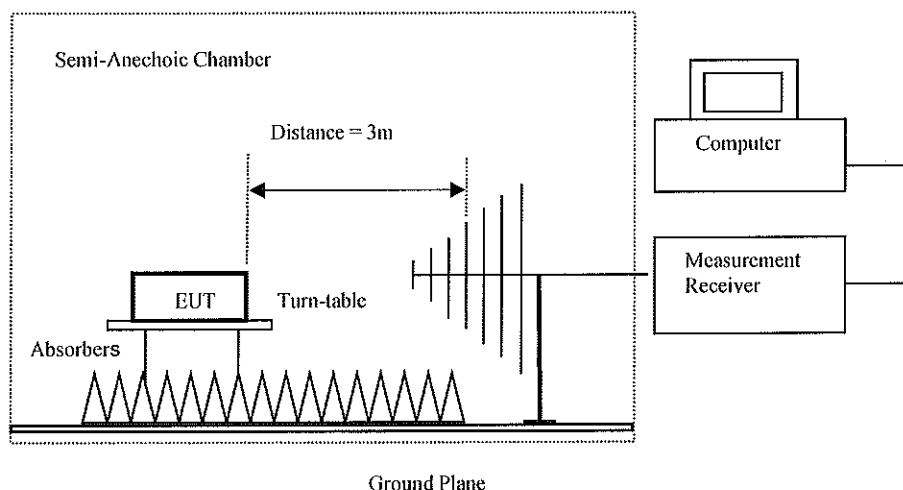 Semi-Anechoic Chamber
Distance = 3m
Computer
Measurement
Receiver
EUT
Turn-table
Absorbers
Ground Plane